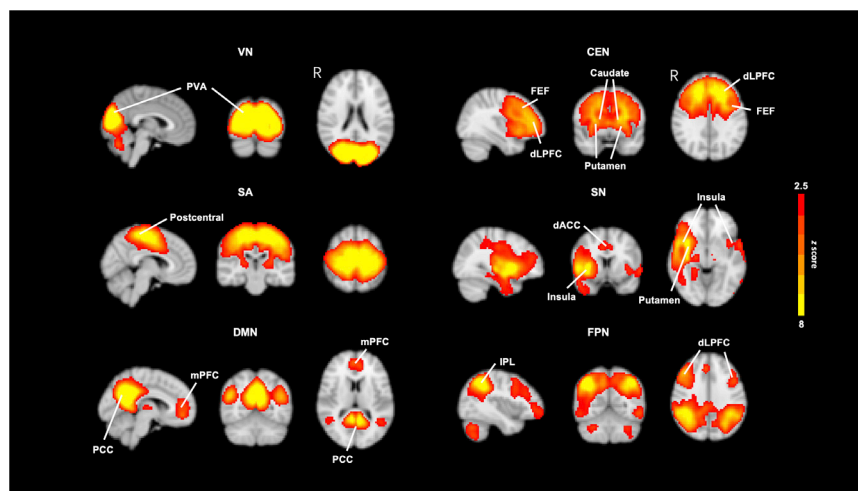 VN
R
PVA
CEN
Caudate
R
dLPFC
FEF
FEF
dLPFC
Putamen
SA
Postcentral
SN
Insula
dACC
Insula
Putamen
2.5
z score
8
DMN
mPFC
mPFC
PCC
PCC
FPN
dLPFC
IPL